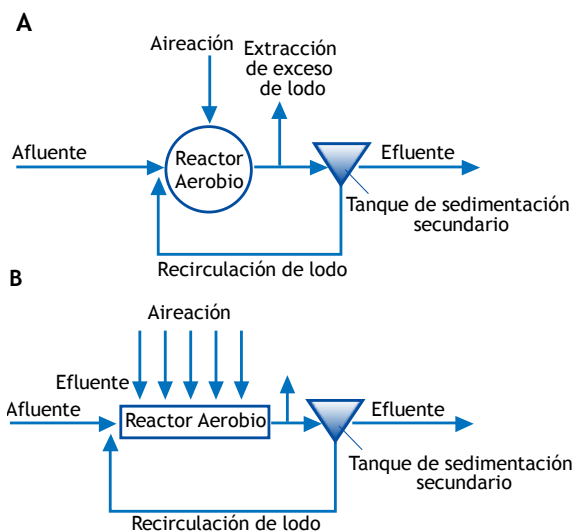 A
Aireación
Extracción
de exceso
de lodo
Afluente
Reactor
Aerobio
Efluente
Tanque de sedimentación
secundario
Recirculación de lodo
B
Aireación
Efluente
Afluente
Reactor Aerobio
Efluente
Tanque de sedimentación
secundario
Recirculación de lodo